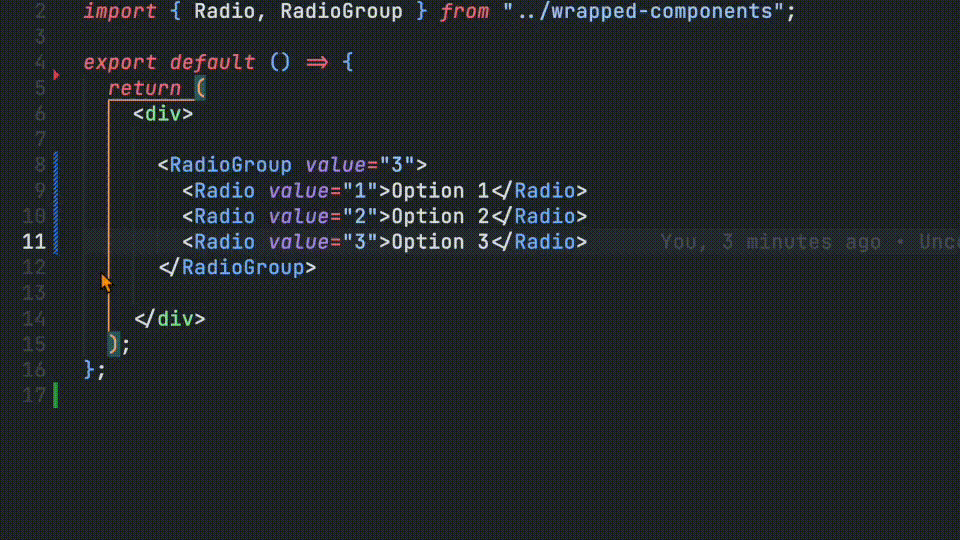 2 import { Radio, RadioGroup } from "../wrapped-components";
3
4 export default () => {
5 return (
6 <div>
7
8 <RadioGroup value="3">
9 <Radio value="1">Option 1</Radio>
10 <Radio value="2">Option 2</Radio>
11 <Radio value="3">Option 3</Radio> You, 3 minutes ago • Unco
12 </RadioGroup>
13
14 </div>
15 );
16 };
17